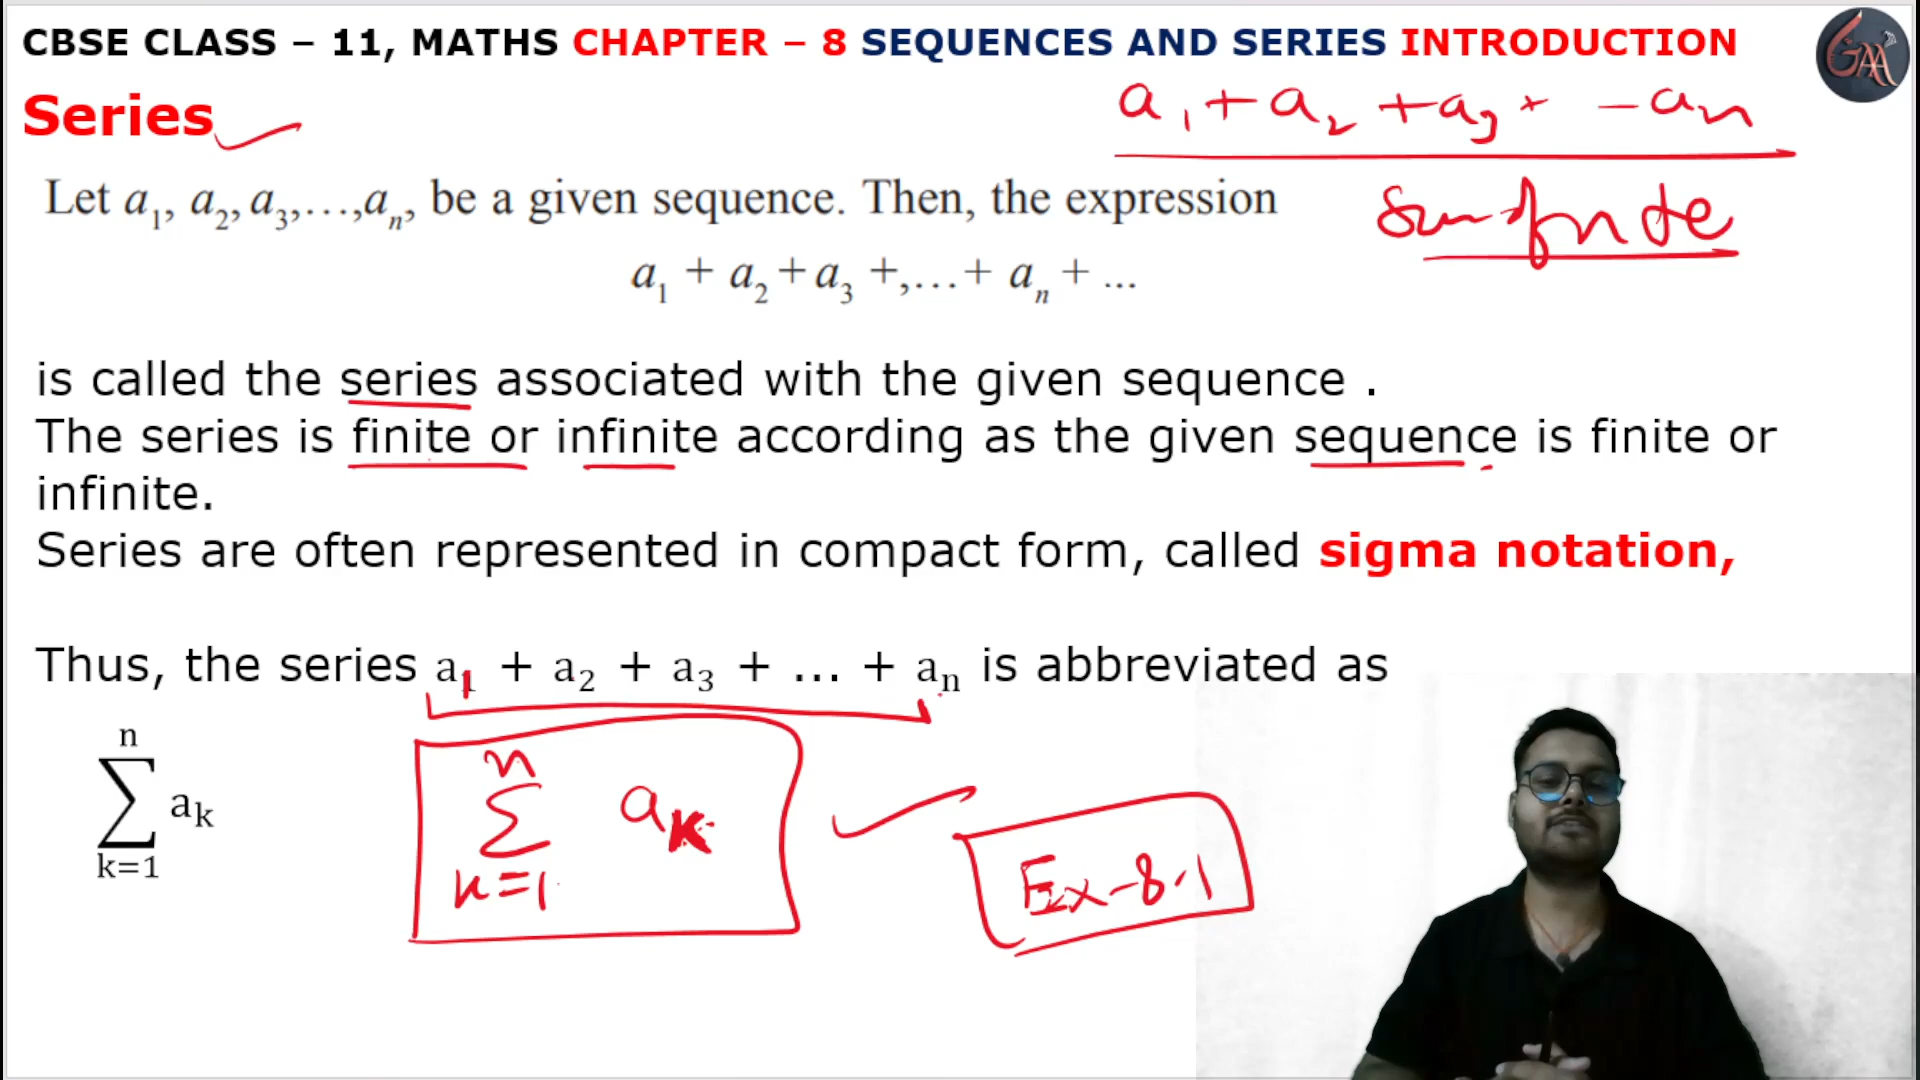 CBSE CLASS – 11, MATHS CHAPTER – 8 SEQUENCES AND SERIES INTRODUCTION
Series
a₁ + a₂ + a₃ + – aₙ
Let a₁, a₂, a₃,…,aₙ, be a given sequence. Then, the expression
a₁ + a₂ + a₃ +,…+ aₙ + ...
is called the series associated with the given sequence .
The series is finite or infinite according as the given sequence is finite or
infinite.
Series are often represented in compact form, called sigma notation,
Thus, the series a₁ + a₂ + a₃ + … + aₙ is abbreviated as
n
∑ aₖ
k=1
n
∑ aₖ
k=1
Ex-8.1